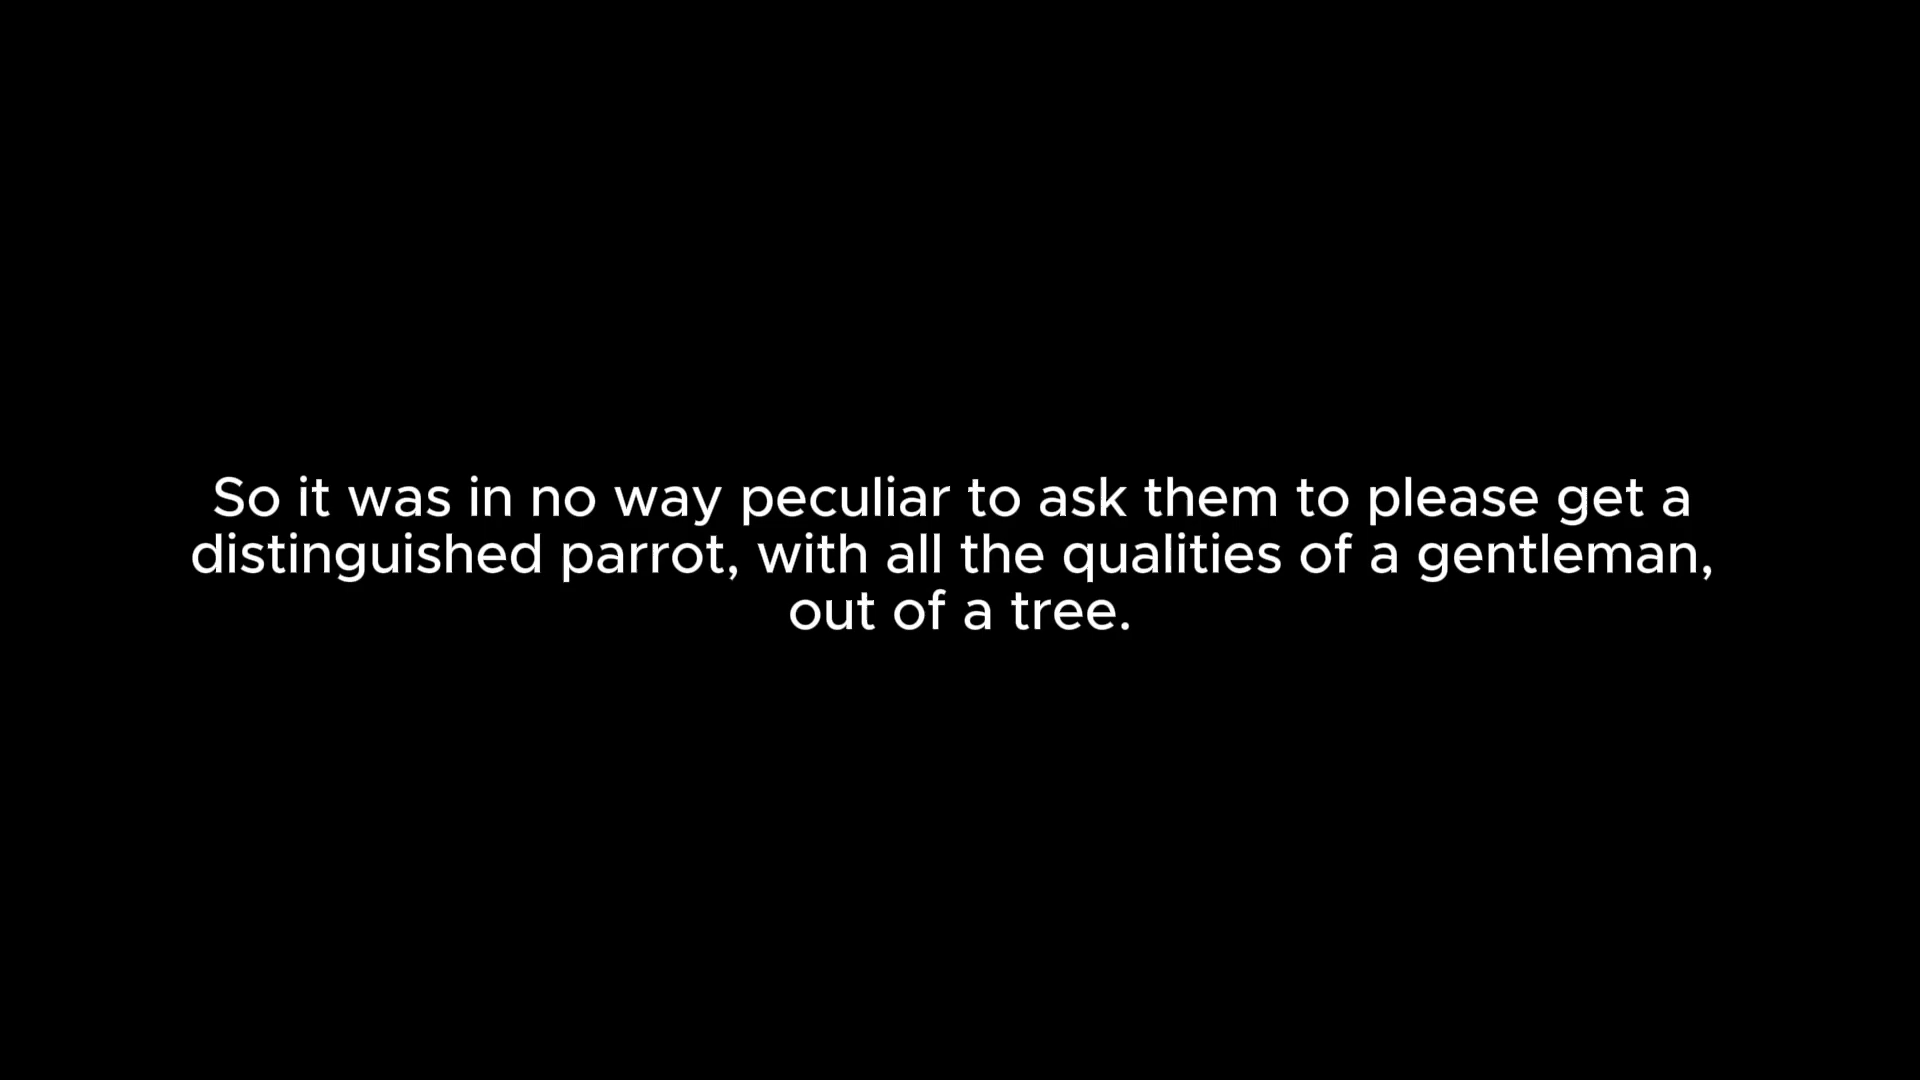 So it was in no way peculiar to ask them to please get a
distinguished parrot, with all the qualities of a gentleman,
out of a tree.